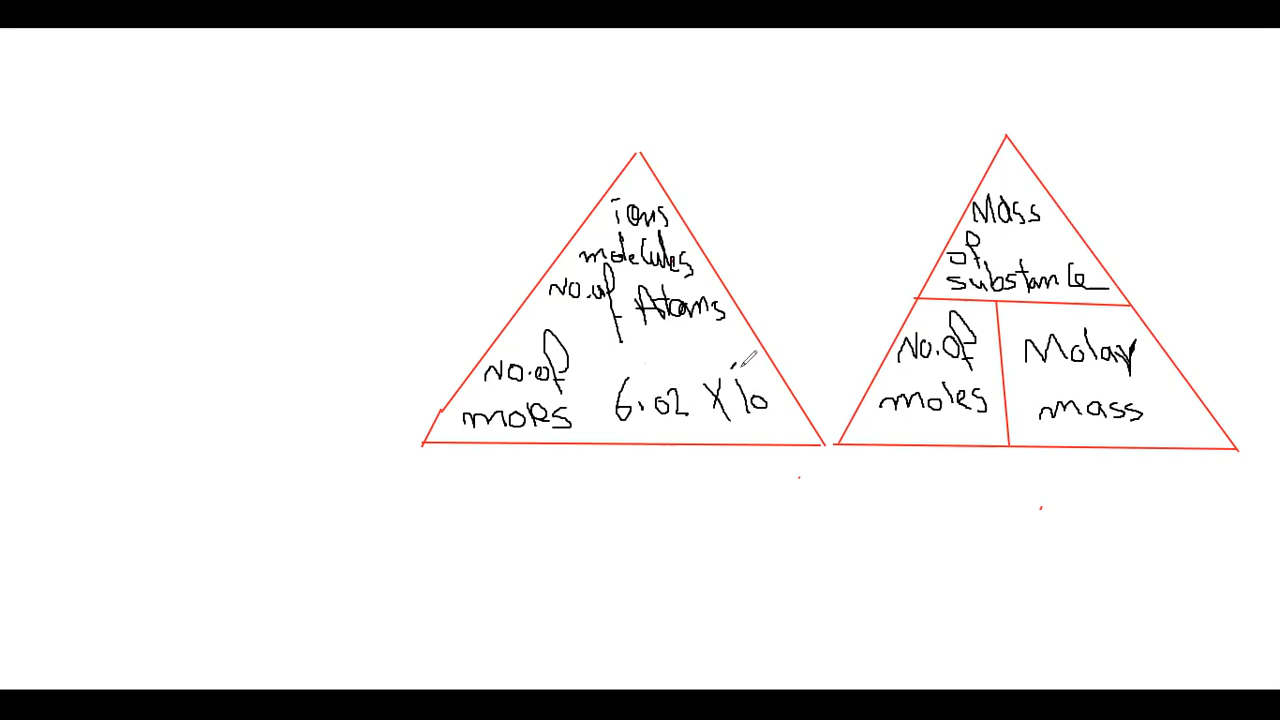 ions
molecules
No.of Atoms
No.of
moles
6.02 X 10
Mass
of
substance
No.of
moles
Molar
mass